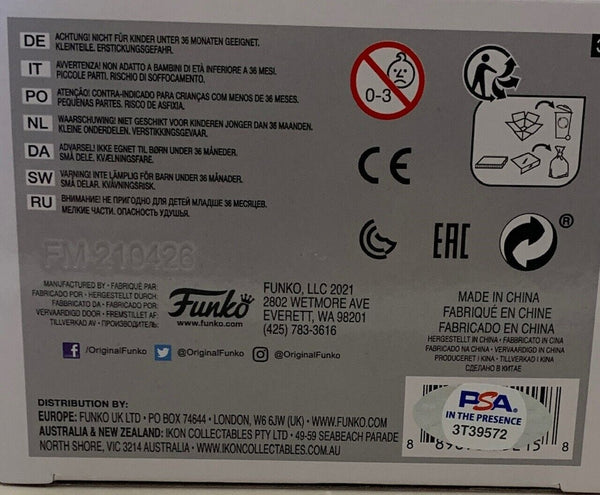 DE ACHTUNG! NICHT FÜR KINDER UNTER 36 MONATEN GEEIGNET.
KLEINTEILE. ERSTICKUNGSGEFAHR.
IT AVVERTENZA! NON ADATTO A BAMBINI DI ETÀ INFERIORE A 36 MESI.
PICCOLE PARTI. RISCHIO DI SOFFOCAMENTO.
PO ATENÇÃO! CONTRA-INDICADO PARA CRIANÇAS COM MENOS DE 36 MESES.
PEQUENAS PARTES. RISCO DE ASFIXIA.
NL WAARSCHUWING! NIET GESCHIKT VOOR KINDEREN JONGER DAN 36 MAANDEN.
KLEINE ONDERDELEN. VERSTIKKINGSGEVAAR.
DA ADVARSEL! IKKE EGNET TIL BØRN UNDER 36 MÅNEDER.
SMÅ DELE. KVÆLNINGSFARE.
SW VARNING! INTE LÄMPLIG FÖR BARN UNDER 36 MÅNADER.
SMÅ DELAR. KVÄVNINGSRISK.
RU ВНИМАНИЕ! НЕ ПРИГОДНО ДЛЯ ДЕТЕЙ МЛАДШЕ 36 МЕСЯЦЕВ.
МЕЛКИЕ ЧАСТИ. ОПАСНОСТЬ УДУШЬЯ.
0-3
CE
EAC
®
FM-210426
MANUFACTURED BY • FABRIQUÉ PAR:
FABRICADO POR • HERGESTELLT DURCH:
FABBRICATO DA • FABRICADO POR:
VERVAARDIGD DOOR • FREMSTILLET AF:
TILLVERKAD AV • ПРОИЗВОДИТЕЛЬ:
Funko
www.funko.com
FUNKO, LLC 2021
2802 WETMORE AVE
EVERETT, WA 98201
(425) 783-3616
MADE IN CHINA
FABRIQUÉ EN CHINE
FABRICADO EN CHINA
HERGESTELLT IN CHINA • FABBRICATO IN CINA
FABRICADO NA CHINA • VERVAARDIGD IN CHINA
PRODUCERET I KINA • TILLVERKAD I KINA
СДЕЛАНО В КИТАЕ
f /OriginalFunko @OriginalFunko @OriginalFunko
DISTRIBUTION BY:
EUROPE: FUNKO UK LTD • PO BOX 74644 • LONDON, W6 6JW (UK) • WWW.FUNKO.COM
AUSTRALIA & NEW ZEALAND: IKON COLLECTABLES PTY LTD • 49-59 SEABEACH PARADE
NORTH SHORE, VIC 3214 AUSTRALIA • WWW.IKONCOLLECTABLES.COM.AU
PSA
IN THE PRESENCE
3T39572